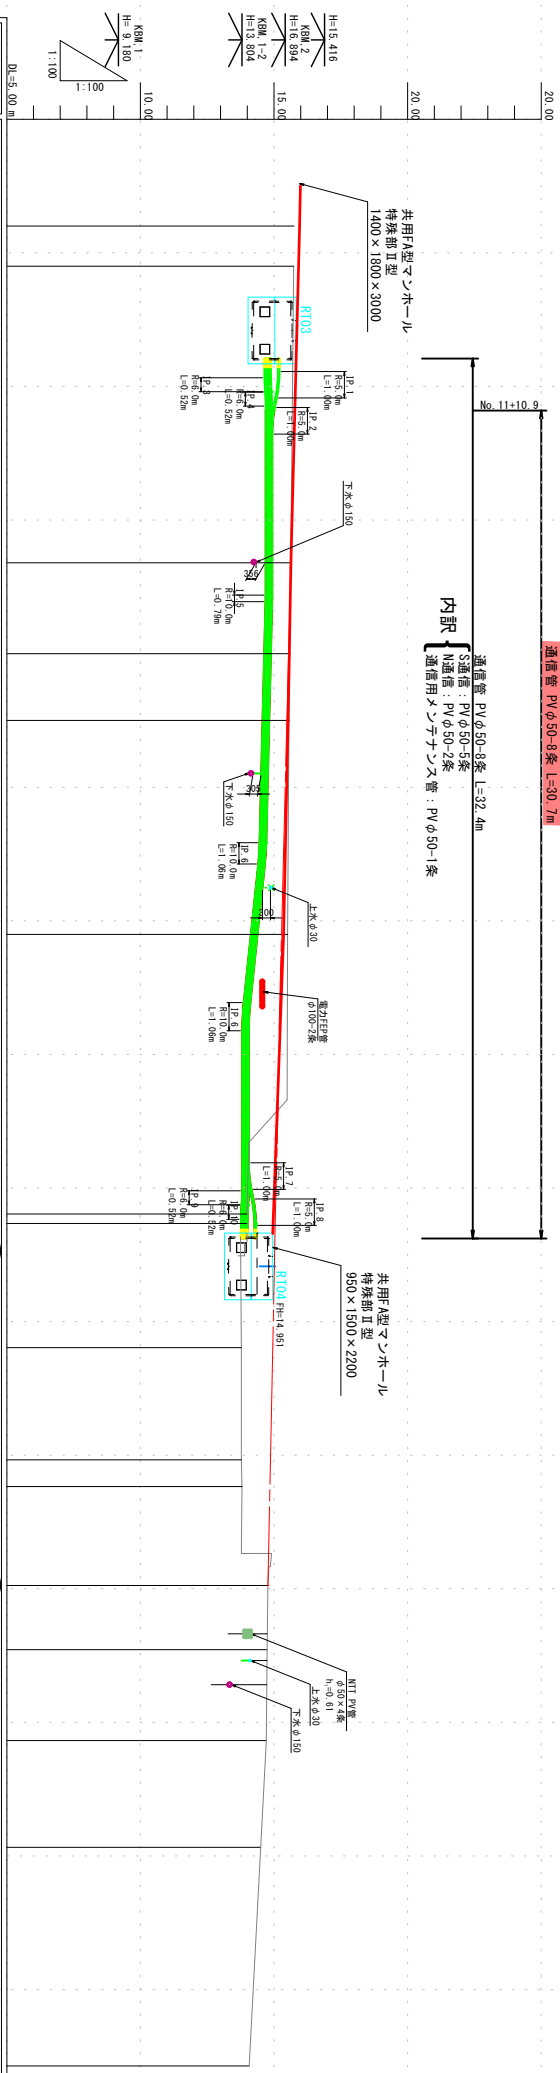 通信管 PVφ50-8条 L=30.7m
No.11+10.9
通信管 PVφ50-8条 L=32.4m
内訳
S通信：PVφ50-5条
N通信：PVφ50-2条
通信用メンテナンス管：PVφ50-1条
20.00
15.00
10.00
DL=5.00 m
H=15.416
KBM.2
H=16.894
KBM.1-2
H=13.804
KBM.1
H= 9.180
1:100
1:100
共用FA型マンホール
特殊部Ⅱ型
1400×1800×3000
RT03
IP.1
R=5.0m
L=1.00m
IP.2
R=5.0m
L=1.00m
IP.3
R=6.0m
L=0.52m
IP.4
R=6.0m
L=0.52m
下水φ150
356
IP.5
R=10.0m
L=0.79m
下水φ150
305
IP.6
R=10.0m
L=1.06m
上水φ30
200
電力FEP管
φ100-2条
IP.6
R=10.0m
L=1.06m
IP.7
R=5.0m
L=1.00m
IP.8
R=5.0m
L=1.00m
IP.9
R=6.0m
L=0.52m
IP.10
R=6.0m
L=0.52m
共用FA型マンホール
特殊部Ⅱ型
950×1500×2200
RT04
FH=14.951
NTT PV管
φ50×4条
h=0.61
上水φ30
下水φ150